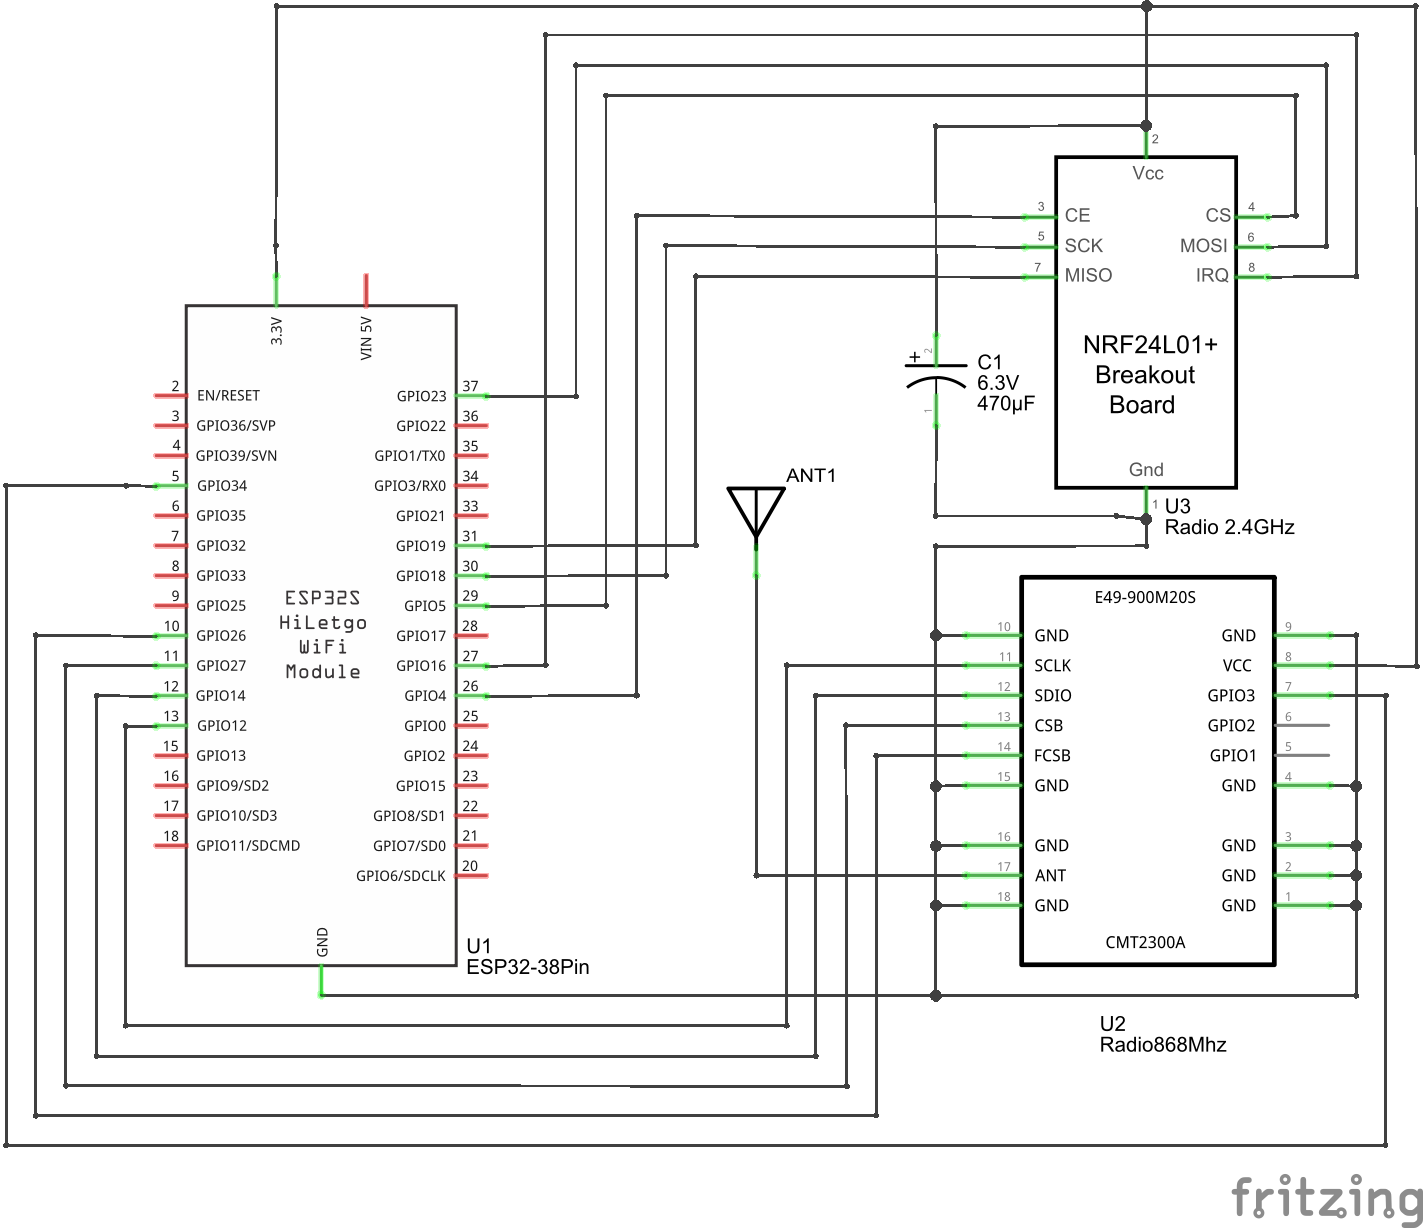 2
Vcc
3 CE
CS 4
5 SCK
MOSI 6
7 MISO
IRQ 8
NRF24L01+
Breakout
Board
Gnd
1
U3
Radio 2.4GHz
+
2
1
C1
6.3V
470µF
ANT1
3.3V
VIN 5V
2 EN/RESET
3 GPIO36/SVP
4 GPIO39/SVN
5 GPIO34
6 GPIO35
7 GPIO32
8 GPIO33
9 GPIO25
10 GPIO26
11 GPIO27
12 GPIO14
13 GPIO12
15 GPIO13
16 GPIO9/SD2
17 GPIO10/SD3
18 GPIO11/SDCMD
ESP32S
HiLetgo
WiFi
Module
GPIO23 37
GPIO22 36
GPIO1/TX0 35
GPIO3/RX0 34
GPIO21 33
GPIO19 31
GPIO18 30
GPIO5 29
GPIO17 28
GPIO16 27
GPIO4 26
GPIO0 25
GPIO2 24
GPIO15 23
GPIO8/SD1 22
GPIO7/SD0 21
GPIO6/SDCLK 20
GND
U1
ESP32-38Pin
E49-900M20S
10 GND
11 SCLK
12 SDIO
13 CSB
14 FCSB
15 GND
16 GND
17 ANT
18 GND
GND 9
VCC 8
GPIO3 7
GPIO2 6
GPIO1 5
GND 4
GND 3
GND 2
GND 1
CMT2300A
U2
Radio868Mhz
fritzing